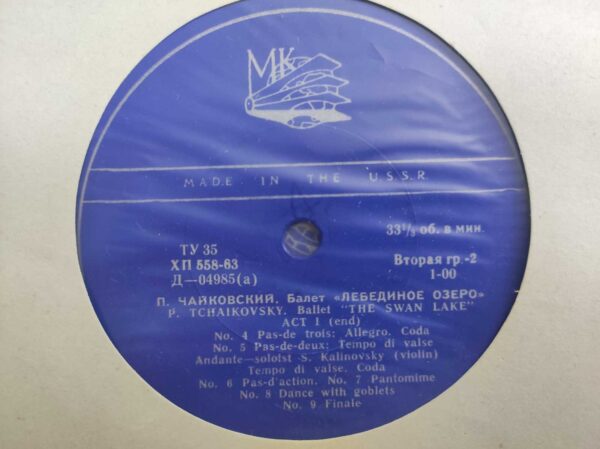 МК
MADE IN THE U.S.S.R.
ТУ 35
ХП 558-63
Д—04985(а)
33⅓ об. в мин.
Вторая гр.-2
1-00
П. ЧАЙКОВСКИЙ. Балет «ЛЕБЕДИНОЕ ОЗЕРО»
P. TCHAIKOVSKY. Ballet "THE SWAN LAKE"
ACT I (end)
No. 4 Pas-de trois: Allegro. Coda
No. 5 Pas-de-deux: Tempo di valse
Andante—soloist S. Kalinovsky (violin)
Tempo di valse. Coda
No. 6 Pas-d'action. No. 7 Pantomime
No. 8 Dance with goblets
No. 9 Finale